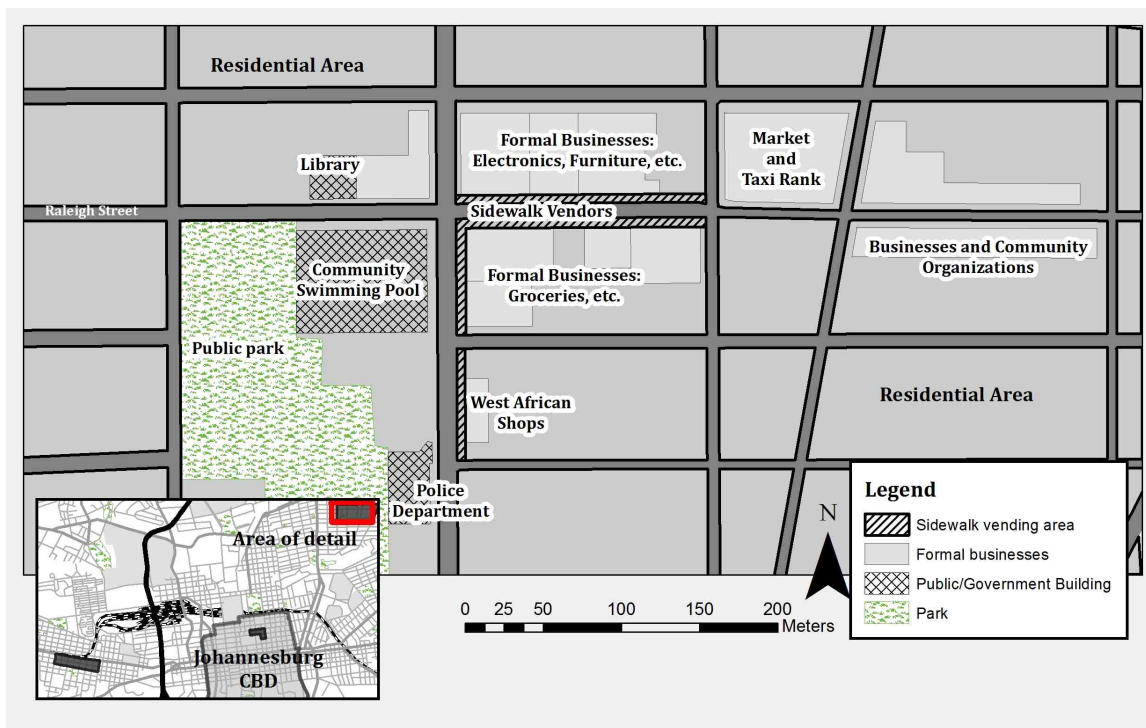 Residential Area
Formal Businesses:
Electronics, Furniture, etc.
Market
and
Taxi Rank
Library
Raleigh Street
Sidewalk Vendors
Community
Swimming Pool
Formal Businesses:
Groceries, etc.
Businesses and Community
Organizations
Public park
West African
Shops
Residential Area
Police
Department
Area of detail
Johannesburg
CBD
N
0 25 50 100 150 200
Meters
Legend
Sidewalk vending area
Formal businesses
Public/Government Building
Park